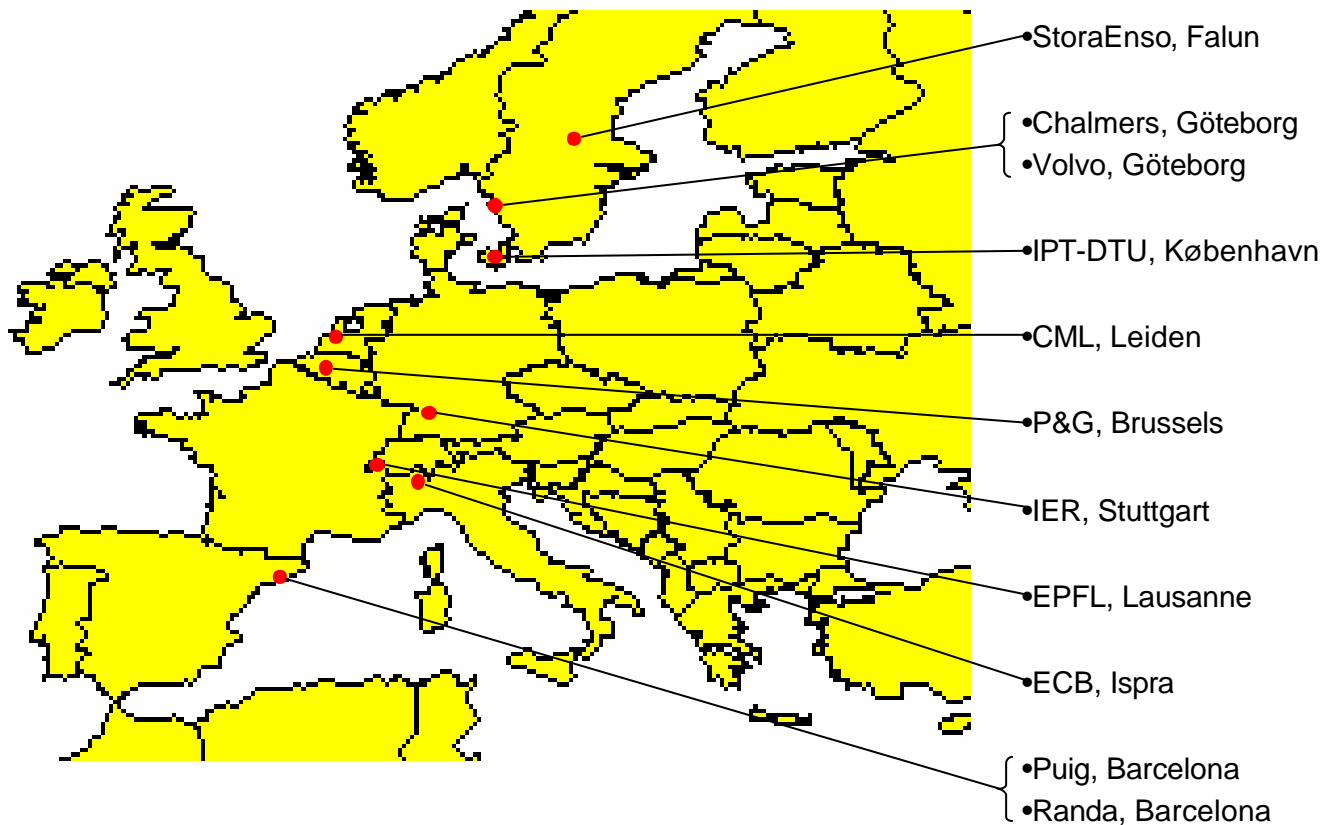 •StoraEnso, Falun
•Chalmers, Göteborg
•Volvo, Göteborg
•IPT-DTU, København
•CML, Leiden
•P&G, Brussels
•IER, Stuttgart
•EPFL, Lausanne
•ECB, Ispra
•Puig, Barcelona
•Randa, Barcelona